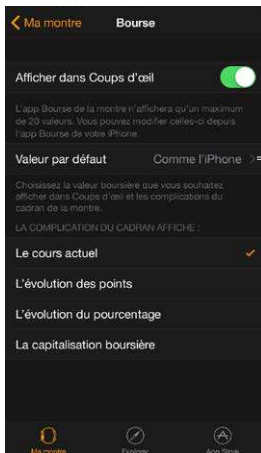 Ma montre Bourse
Afficher dans Coups d'œil
L'app Bourse de la montre n'affichera qu'un maximum
de 20 valeurs. Vous pouvez modifier celles-ci depuis
l'app Bourse de votre iPhone.
Valeur par défaut Comme l'iPhone
Choisissez la valeur boursière que vous souhaitez
afficher dans Coups d'œil et les complications du
cadran de la montre.
LA COMPLICATION DU CADRAN AFFICHE :
Le cours actuel
L'évolution des points
L'évolution du pourcentage
La capitalisation boursière
Ma montre Explorer App Store